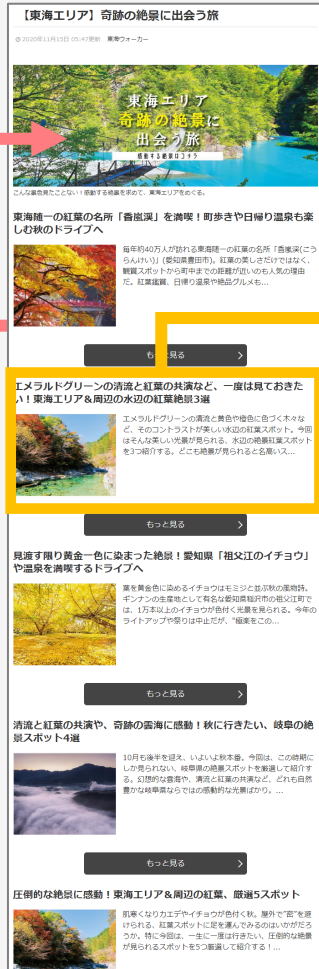 【東海エリア】奇跡の絶景に出会う旅
2020年11月15日 05:47更新 東海ウォーカー
東海エリア
奇跡の絶景に
出会う旅
感動する絶景はコチラ
こんな景色見たことない！感動する絶景を求めて、東海エリアをめぐる。
東海随一の紅葉の名所「香嵐渓」を満喫！町歩きや日帰り温泉も楽
しむ秋のドライブへ
毎年約40万人が訪れる東海随一の紅葉の名所「香嵐渓(こう
らんけい)」(愛知県豊田市)。紅葉の美しさだけではなく、
観賞スポットから町中までの距離が近いのも人気の理由
だ。紅葉鑑賞、日帰り温泉や絶品グルメも...
もっと見る
エメラルドグリーンの清流と紅葉の共演など、一度は見ておきた
い！東海エリア＆周辺の水辺の紅葉絶景3選
エメラルドグリーンの清流と黄色や橙色に色づく木々な
ど、そのコントラストが美しい水辺の紅葉スポット。今回
はそんな美しい光景が見られる、水辺の絶景紅葉スポット
を3つ紹介する。どこも絶景が見られると名高いス...
もっと見る
見渡す限り黄金一色に染まった絶景！愛知県「祖父江のイチョウ」
や温泉を満喫するドライブへ
葉を黄金色に染めるイチョウはモミジと並ぶ秋の風物詩。
ギンナンの生産地として有名な愛知県稲沢市の祖父江町で
は、1万本以上のイチョウが色付く光景を見られる。今年の
ライトアップや祭りは中止だが、“極楽をこの...
もっと見る
清流と紅葉の共演や、奇跡の雲海に感動！秋に行きたい、岐阜の絶
景スポット4選
10月も後半を迎え、いよいよ秋本番。今回は、この時期に
しか見られない、岐阜県の絶景スポットを厳選して紹介す
る。幻想的な雲海や、清流と紅葉の共演など、どれも自然
豊かな岐阜県ならではの感動的な光景ばかり。...
もっと見る
圧倒的な絶景に感動！東海エリア＆周辺の紅葉、厳選5スポット
肌寒くなりカエデやイチョウが色付く秋。屋外で“密”を避
けられる、紅葉スポットに足を運んでみるのはいかがだろ
うか。特に今回は、一生に一度は行きたい、圧倒的な絶景
が見られるスポットを5つ厳選して紹介する！...